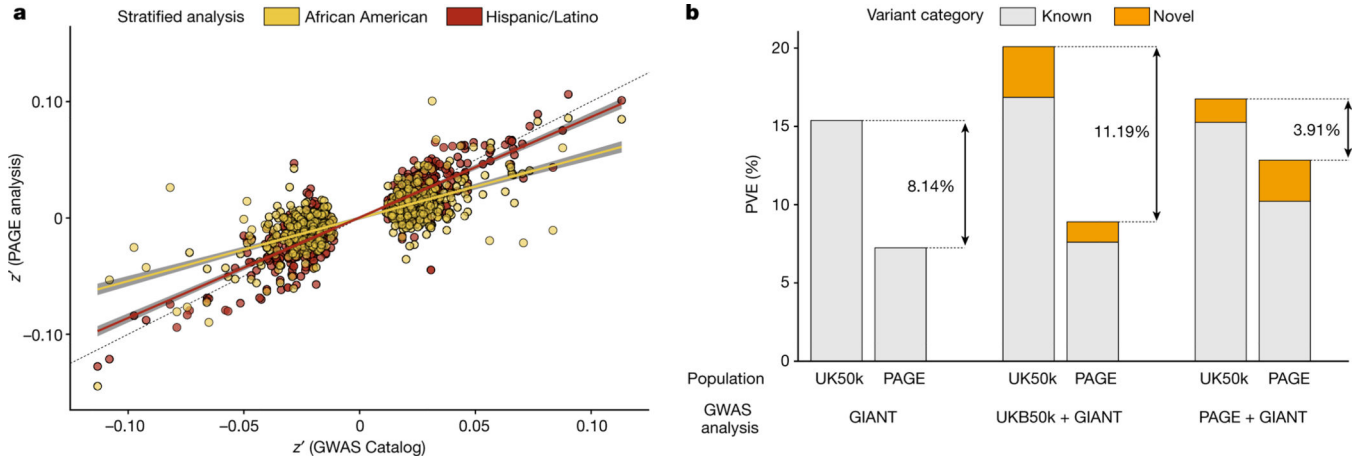 a
Stratified analysis African American Hispanic/Latino
0.10
0
−0.10
z′ (PAGE analysis)
−0.10 −0.05 0 0.05 0.10
z′ (GWAS Catalog)
b
Variant category Known Novel
20
15
10
5
0
PVE (%)
8.14%
11.19%
3.91%
Population UK50k PAGE UK50k PAGE UK50k PAGE
GWAS
analysis
GIANT UKB50k + GIANT PAGE + GIANT